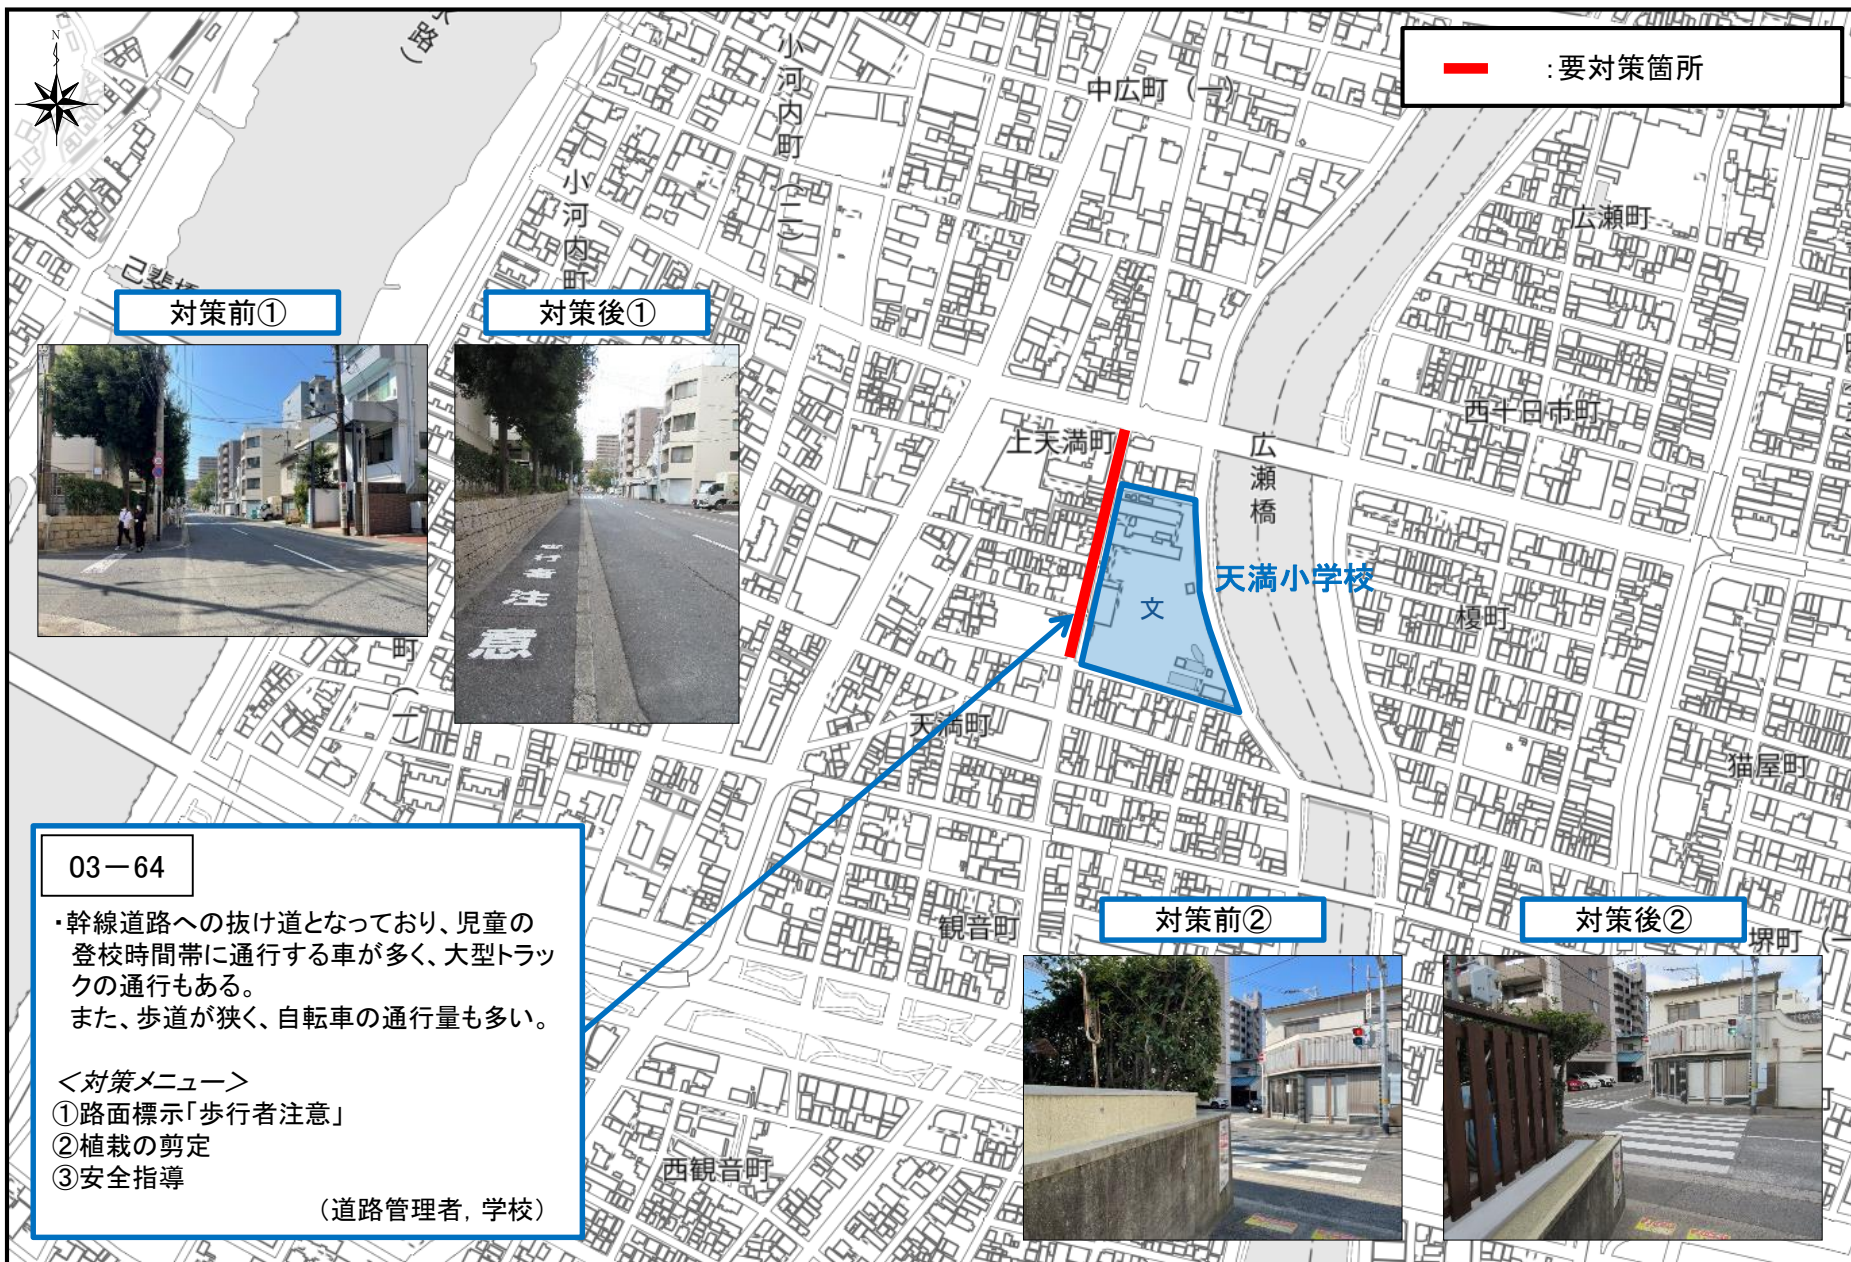 N
路)
小河内町(二)
中広町(一)
:要対策箇所
小河内町
広瀬町
己斐橋
対策前①
対策後①
西十日市町
上天満町
広瀬橋
天満小学校
文
榎町
歩行者注意
町(一)
天満町
猫屋町
03-64
・幹線道路への抜け道となっており、児童の
登校時間帯に通行する車が多く、大型トラッ
クの通行もある。
また、歩道が狭く、自転車の通行量も多い。
<対策メニュー>
①路面標示「歩行者注意」
②植栽の剪定
③安全指導
(道路管理者, 学校)
観音町
対策前②
対策後②
堺町(一
西観音町